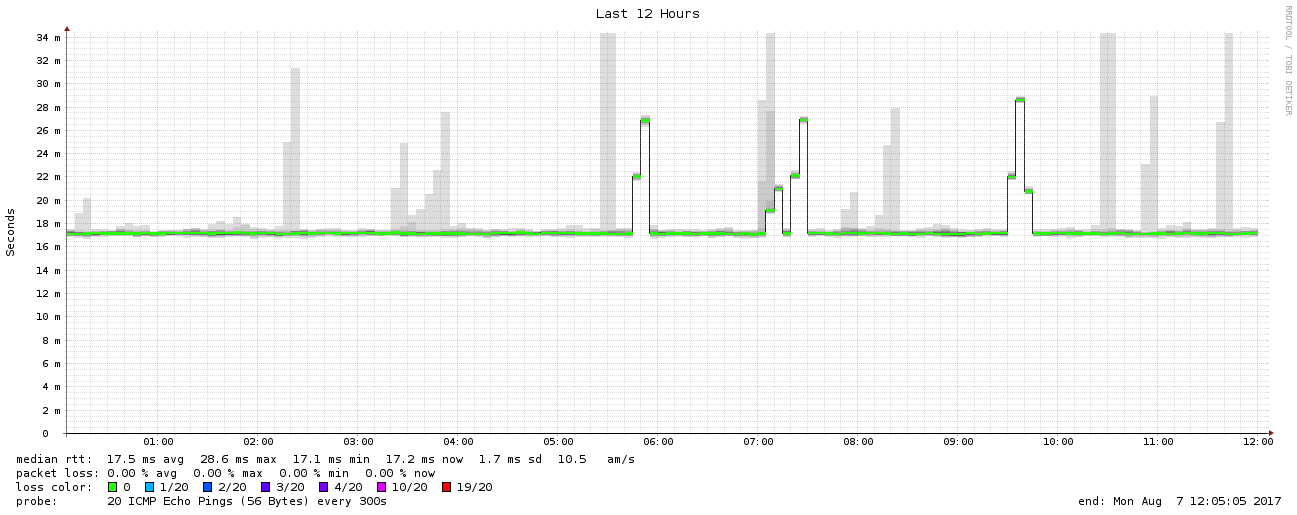 Last 12 Hours
RRDTOOL / TOBI OETIKER
Seconds
34 m
32 m
30 m
28 m
26 m
24 m
22 m
20 m
18 m
16 m
14 m
12 m
10 m
8 m
6 m
4 m
2 m
0
01:00 02:00 03:00 04:00 05:00 06:00 07:00 08:00 09:00 10:00 11:00 12:00
median rtt: 17.5 ms avg 28.6 ms max 17.1 ms min 17.2 ms now 1.7 ms sd 10.5 am/s
packet loss: 0.00 % avg 0.00 % max 0.00 % min 0.00 % now
loss color: 0 1/20 2/20 3/20 4/20 10/20 19/20
probe: 20 ICMP Echo Pings (56 Bytes) every 300s end: Mon Aug 7 12:05:05 2017